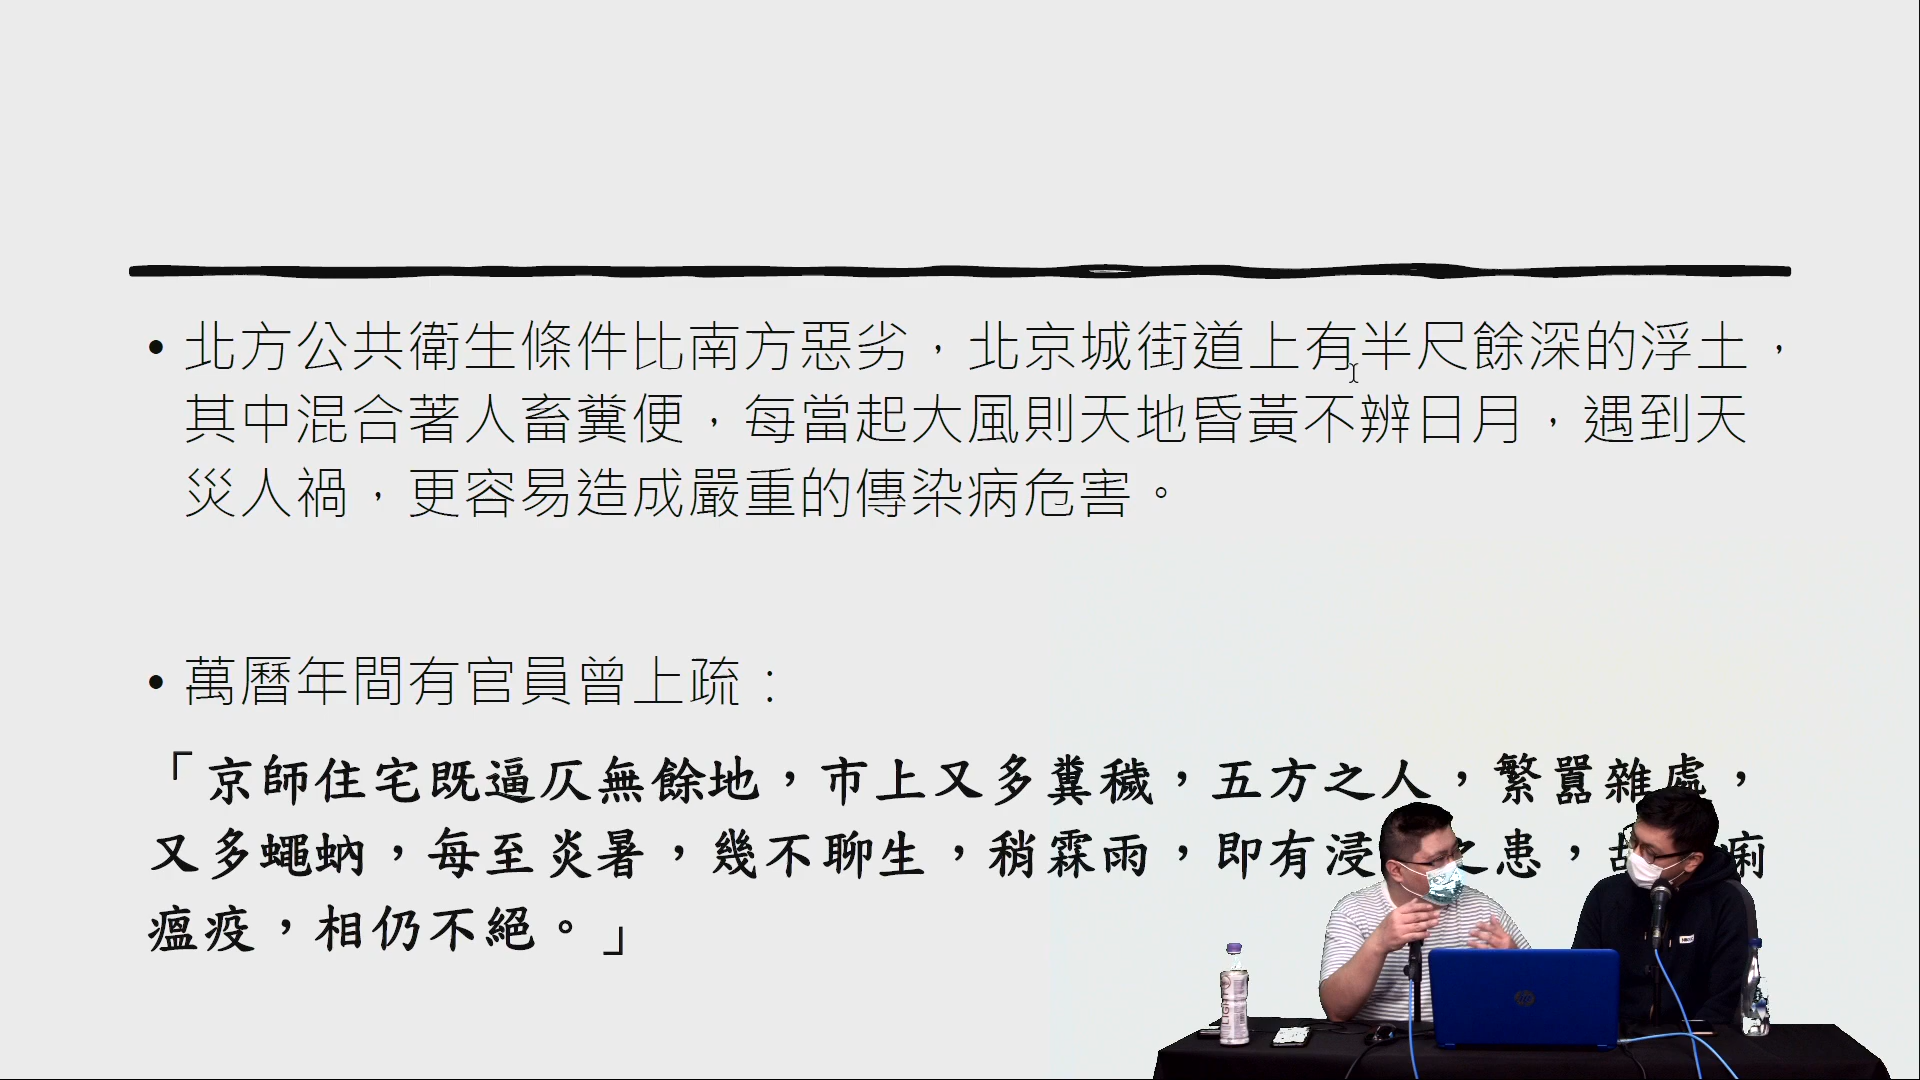 • 北方公共衛生條件比南方惡劣，北京城街道上有半尺餘深的浮土，
其中混合著人畜糞便，每當起大風則天地昏黃不辨日月，遇到天
災人禍，更容易造成嚴重的傳染病危害。
• 萬曆年間有官員曾上疏：
「京師住宅既逼仄無餘地，市上又多糞穢，五方之人，繁囂雜處，
又多蠅蚋，每至炎暑，幾不聊生，稍霖雨，即有浸之患，故痢
瘟疫，相仍不絕。」
hp